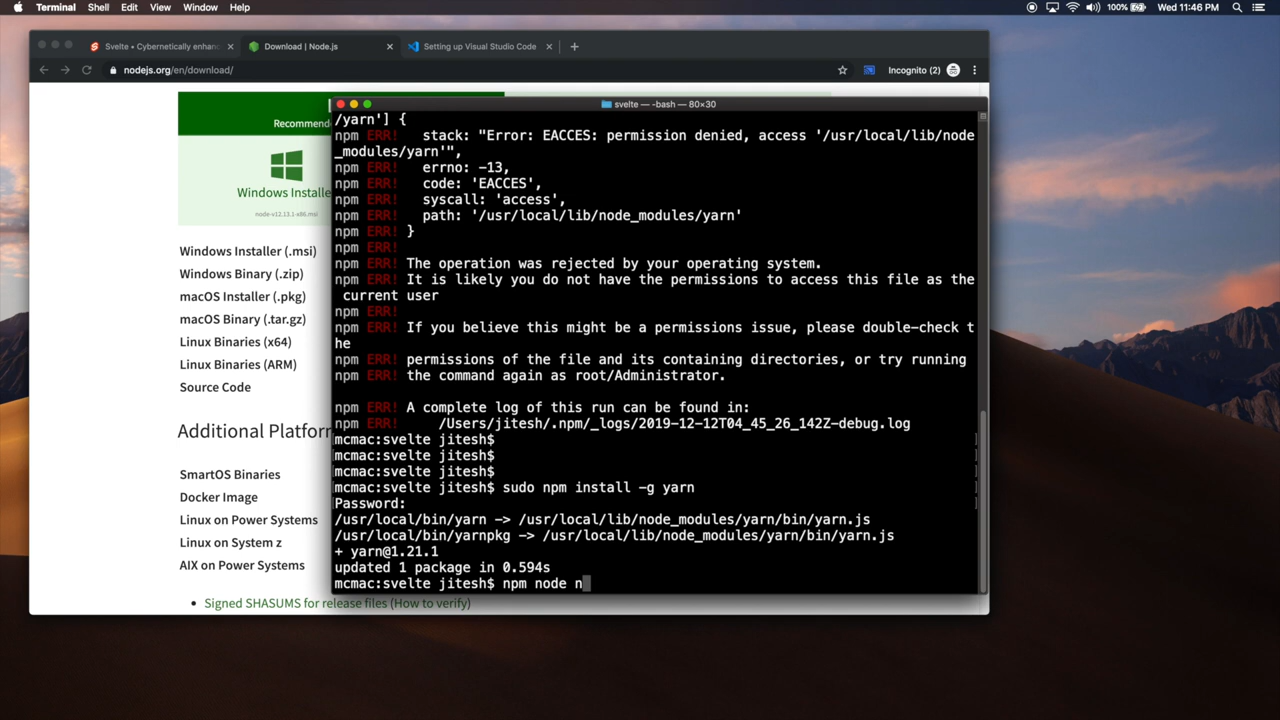 Terminal Shell Edit View Window Help 100% Wed 11:46 PM
Svelte • Cybernetically enhan Download | Node.js Setting up Visual Studio Code
nodejs.org/en/download/ Incognito (2)
svelte — -bash — 80×30
Recommend
Windows Installe
node-v12.13.1-x86.msi
Windows Installer (.msi)
Windows Binary (.zip)
macOS Installer (.pkg)
macOS Binary (.tar.gz)
Linux Binaries (x64)
Linux Binaries (ARM)
Source Code
Additional Platforr
SmartOS Binaries
Docker Image
Linux on Power Systems
Linux on System z
AIX on Power Systems
• Signed SHASUMS for release files (How to verify)
/yarn'] {
npm ERR!   stack: "Error: EACCES: permission denied, access '/usr/local/lib/node
_modules/yarn'",
npm ERR!   errno: -13,
npm ERR!   code: 'EACCES',
npm ERR!   syscall: 'access',
npm ERR!   path: '/usr/local/lib/node_modules/yarn'
npm ERR! }
npm ERR!
npm ERR! The operation was rejected by your operating system.
npm ERR! It is likely you do not have the permissions to access this file as the
 current user
npm ERR!
npm ERR! If you believe this might be a permissions issue, please double-check t
he
npm ERR! permissions of the file and its containing directories, or try running
npm ERR! the command again as root/Administrator.
npm ERR! A complete log of this run can be found in:
npm ERR!     /Users/jitesh/.npm/_logs/2019-12-12T04_45_26_142Z-debug.log
mcmac:svelte jitesh$
mcmac:svelte jitesh$
mcmac:svelte jitesh$
mcmac:svelte jitesh$ sudo npm install -g yarn
Password:
/usr/local/bin/yarn -> /usr/local/lib/node_modules/yarn/bin/yarn.js
/usr/local/bin/yarnpkg -> /usr/local/lib/node_modules/yarn/bin/yarn.js
+ yarn@1.21.1
updated 1 package in 0.594s
mcmac:svelte jitesh$ npm node n